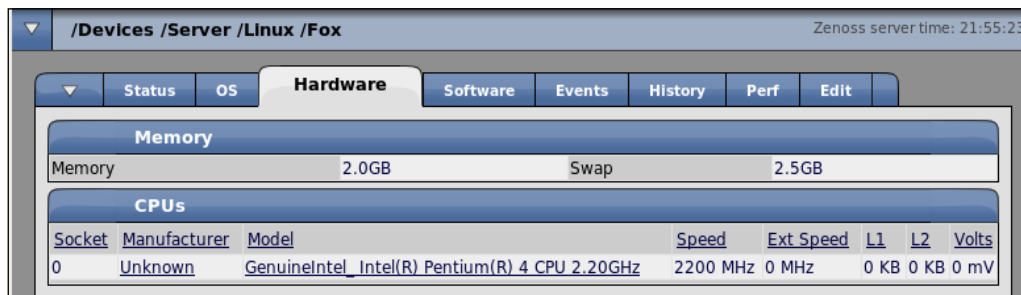 /Devices /Server /Linux /Fox Zenoss server time: 21:55:23
Status OS Hardware Software Events History Perf Edit
Memory
Memory 2.0GB Swap 2.5GB
CPUs
Socket Manufacturer Model Speed Ext Speed L1 L2 Volts
0 Unknown GenuineIntel_ Intel(R) Pentium(R) 4 CPU 2.20GHz 2200 MHz 0 MHz 0 KB 0 KB 0 mV